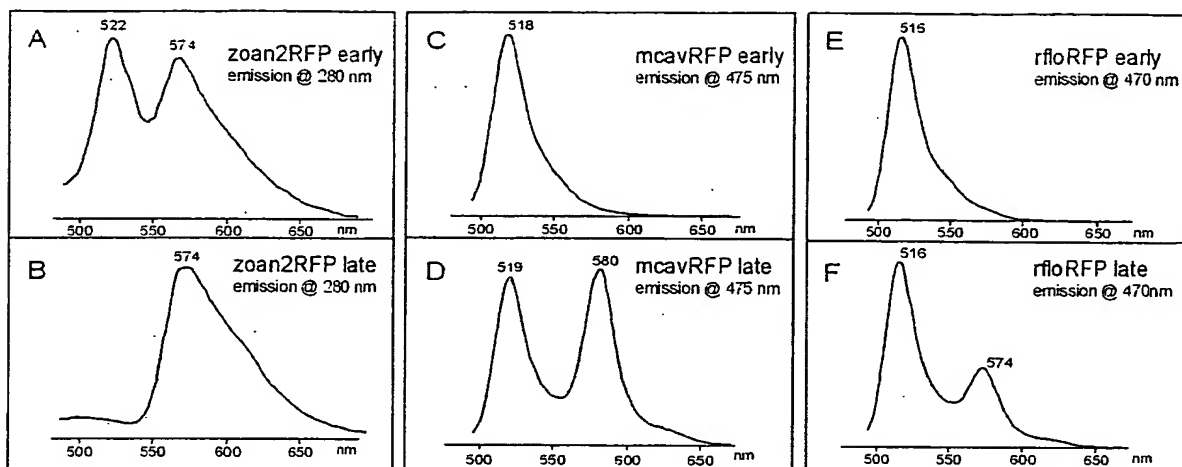 A
522
574
zoan2RFP early
emission @ 280 nm
500 550 600 650 nm
B
574
zoan2RFP late
emission @ 280 nm
500 550 600 650 nm
C
518
mcavRFP early
emission @ 475 nm
500 550 600 650 nm
D
519
580
mcavRFP late
emission @ 475 nm
500 550 500 650 nm
E
515
rfloRFP early
emission @ 470 nm
500 550 600 650 nm
F
516
574
rfloRFP late
emission @ 470nm
500 550 600 650 nm